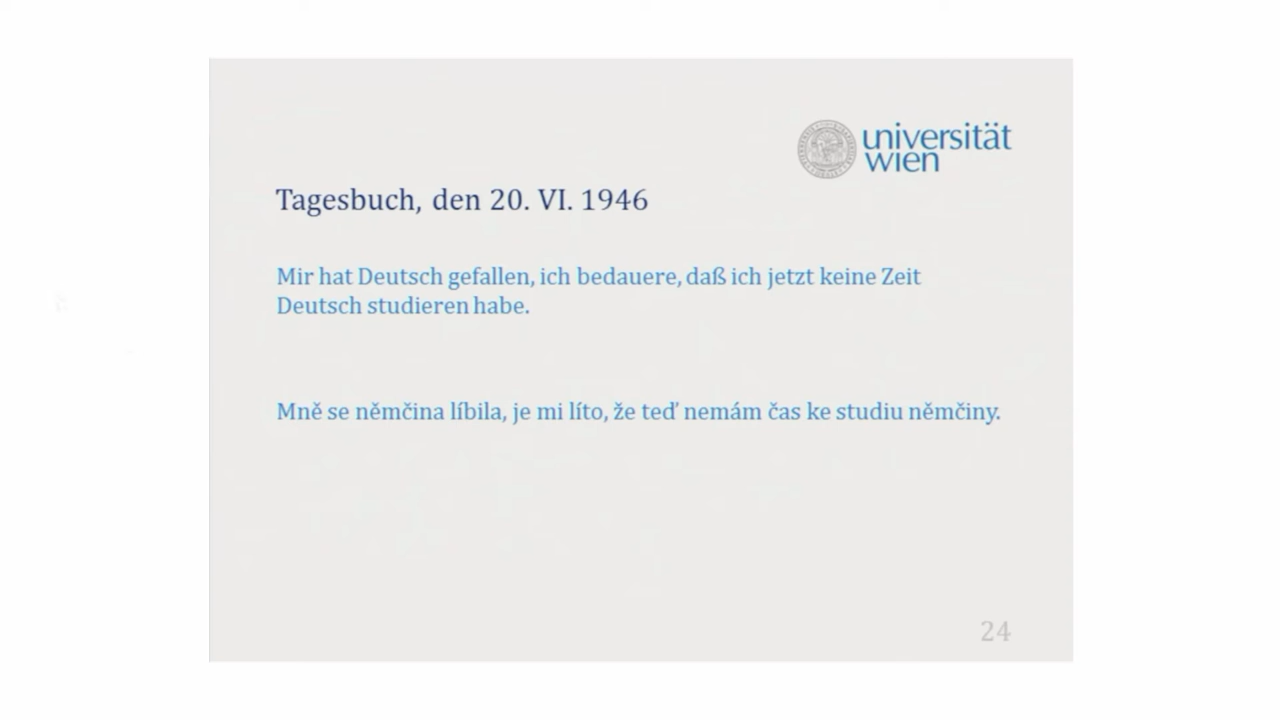 universität
wien
Tagesbuch, den 20. VI. 1946
Mir hat Deutsch gefallen, ich bedauere, daß ich jetzt keine Zeit
Deutsch studieren habe.
Mně se němčina líbila, je mi líto, že teď nemám čas ke studiu němčiny.
24